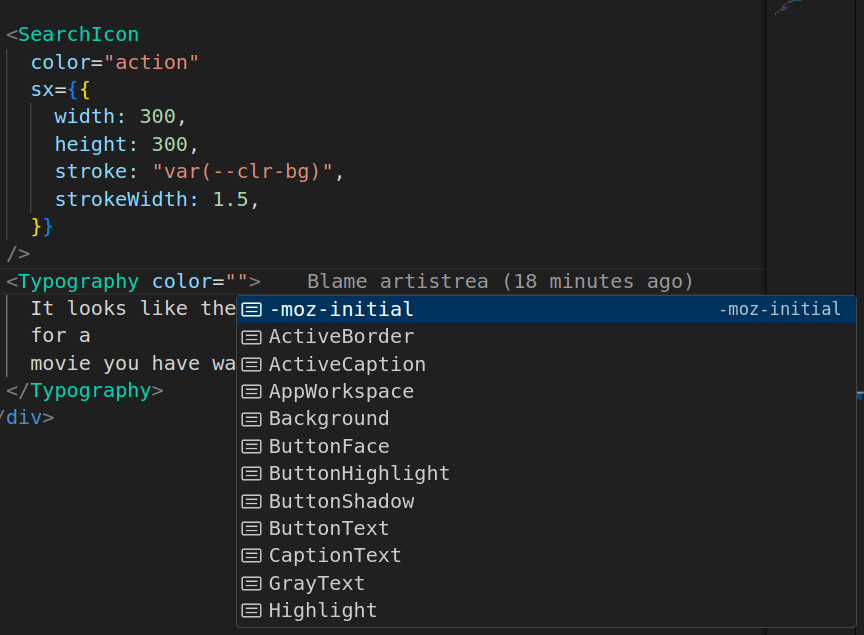 <SearchIcon
color="action"
sx={{
width: 300,
height: 300,
stroke: "var(--clr-bg)",
strokeWidth: 1.5,
}}
/>
<Typography color=""> Blame artistrea (18 minutes ago)
It looks like the
for a
movie you have wa
</Typography>
/div>
-moz-initial -moz-initial
ActiveBorder
ActiveCaption
AppWorkspace
Background
ButtonFace
ButtonHighlight
ButtonShadow
ButtonText
CaptionText
GrayText
Highlight